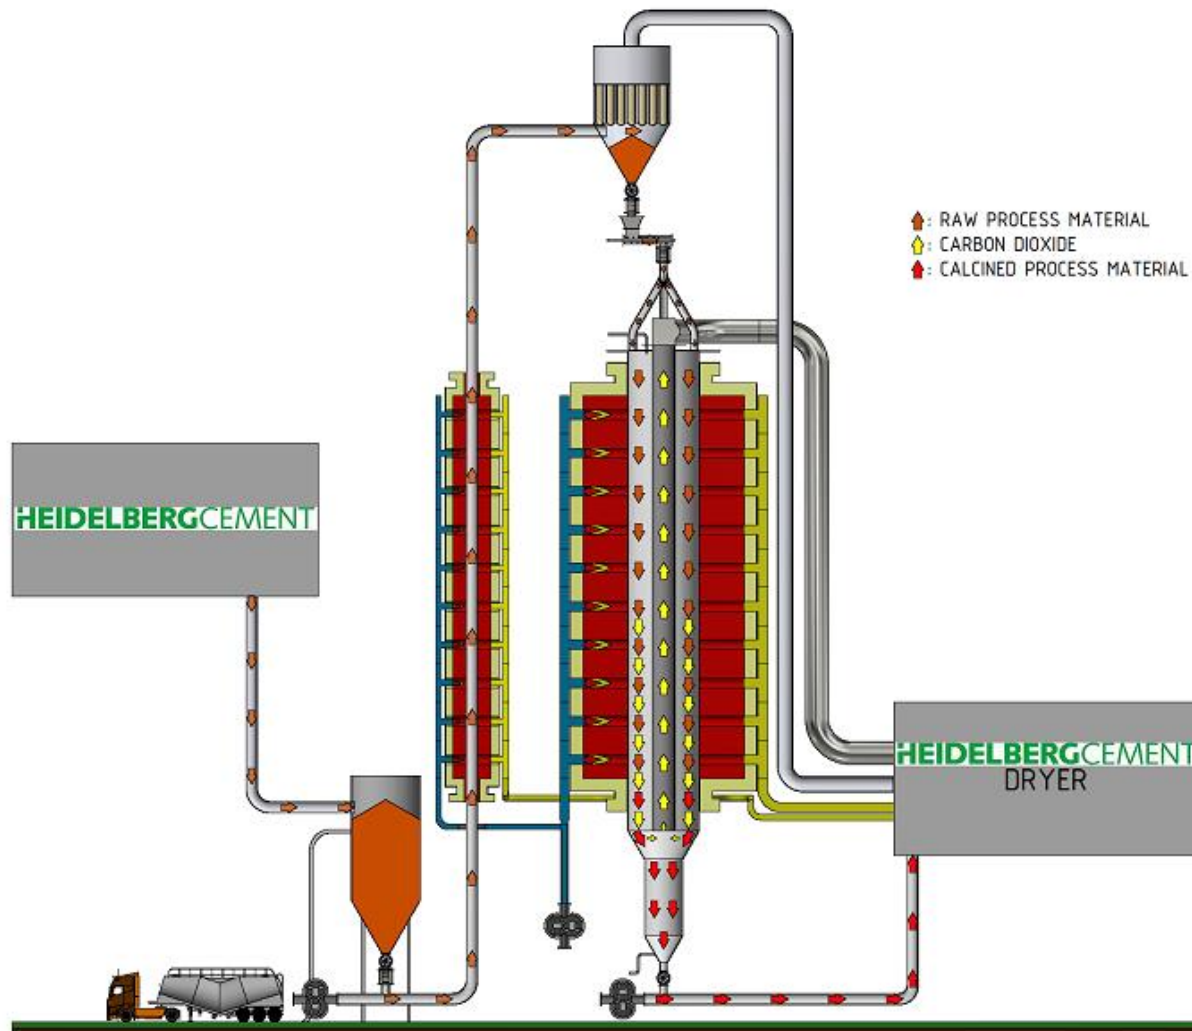 : RAW PROCESS MATERIAL
: CARBON DIOXIDE
: CALCINED PROCESS MATERIAL
HEIDELBERGCEMENT
HEIDELBERGCEMENT
DRYER